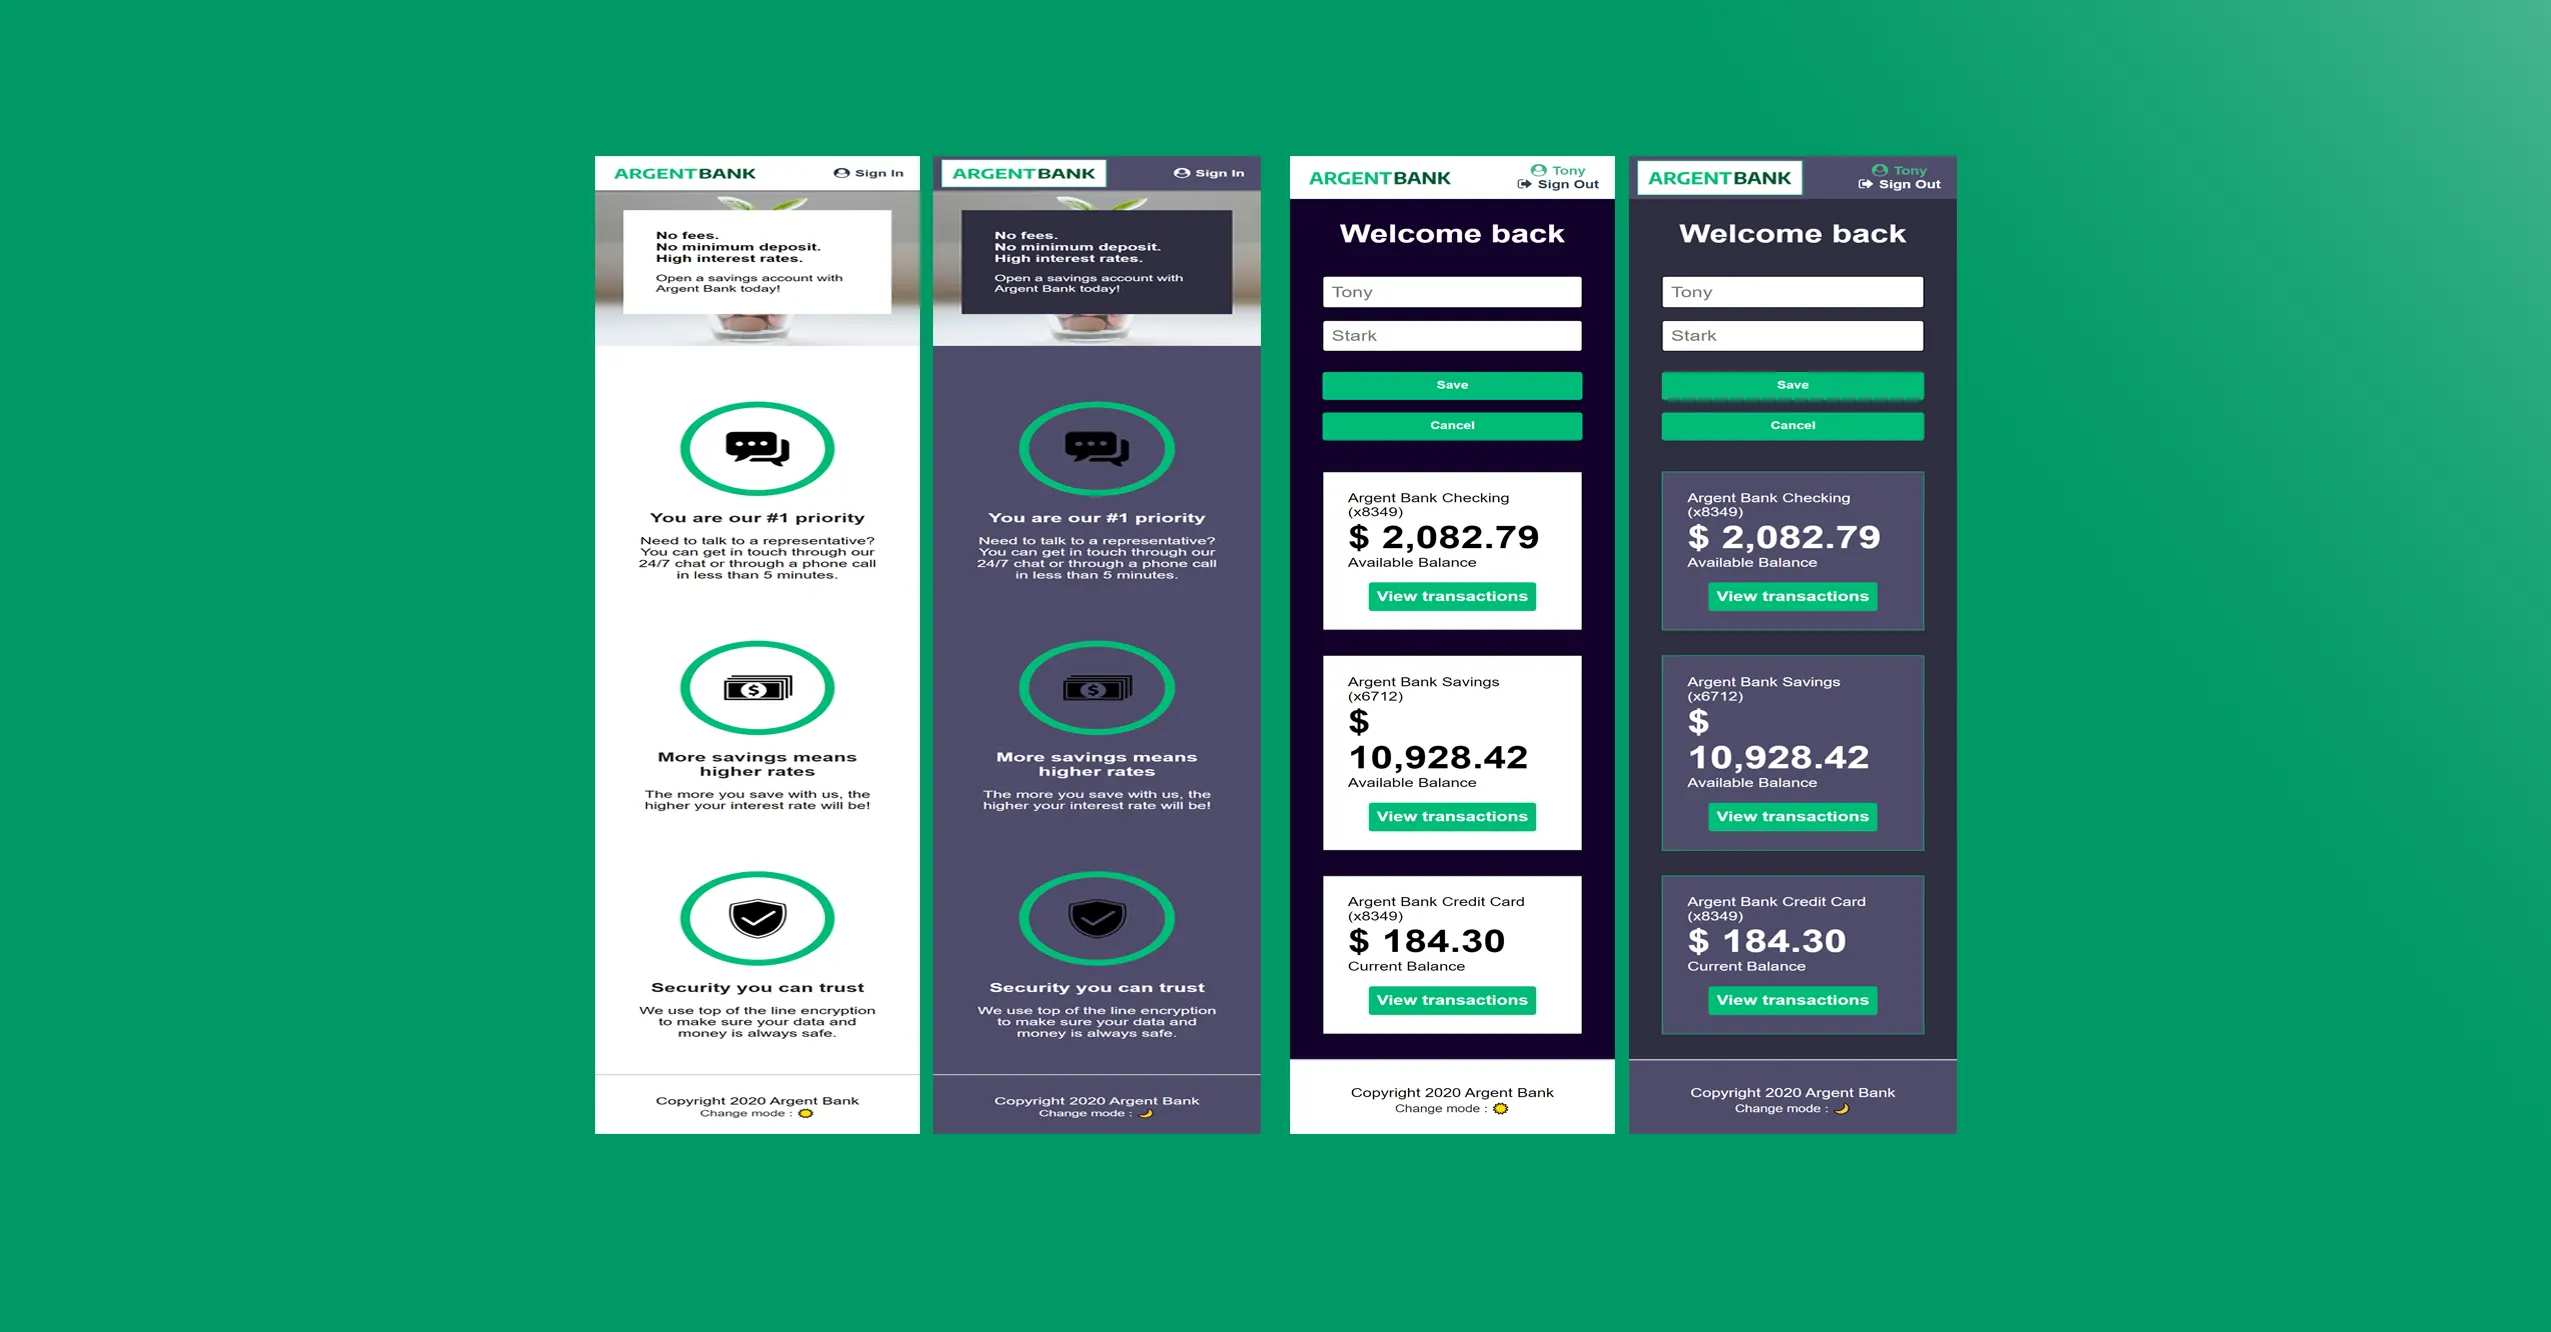 ARGENTBANK
Sign In
No fees.
No minimum deposit.
High interest rates.
Open a savings account with
Argent Bank today!
You are our #1 priority
Need to talk to a representative?
You can get in touch through our
24/7 chat or through a phone call
in less than 5 minutes.
More savings means
higher rates
The more you save with us, the
higher your interest rate will be!
Security you can trust
We use top of the line encryption
to make sure your data and
money is always safe.
Copyright 2020 Argent Bank
Change mode :
ARGENTBANK
Sign In
No fees.
No minimum deposit.
High interest rates.
Open a savings account with
Argent Bank today!
You are our #1 priority
Need to talk to a representative?
You can get in touch through our
24/7 chat or through a phone call
in less than 5 minutes.
More savings means
higher rates
The more you save with us, the
higher your interest rate will be!
Security you can trust
We use top of the line encryption
to make sure your data and
money is always safe.
Copyright 2020 Argent Bank
Change mode :
ARGENTBANK
Tony
Sign Out
Welcome back
Tony
Stark
Save
Cancel
Argent Bank Checking
(x8349)
$ 2,082.79
Available Balance
View transactions
Argent Bank Savings
(x6712)
$
10,928.42
Available Balance
View transactions
Argent Bank Credit Card
(x8349)
$ 184.30
Current Balance
View transactions
Copyright 2020 Argent Bank
Change mode :
ARGENTBANK
Tony
Sign Out
Welcome back
Tony
Stark
Save
Cancel
Argent Bank Checking
(x8349)
$ 2,082.79
Available Balance
View transactions
Argent Bank Savings
(x6712)
$
10,928.42
Available Balance
View transactions
Argent Bank Credit Card
(x8349)
$ 184.30
Current Balance
View transactions
Copyright 2020 Argent Bank
Change mode :